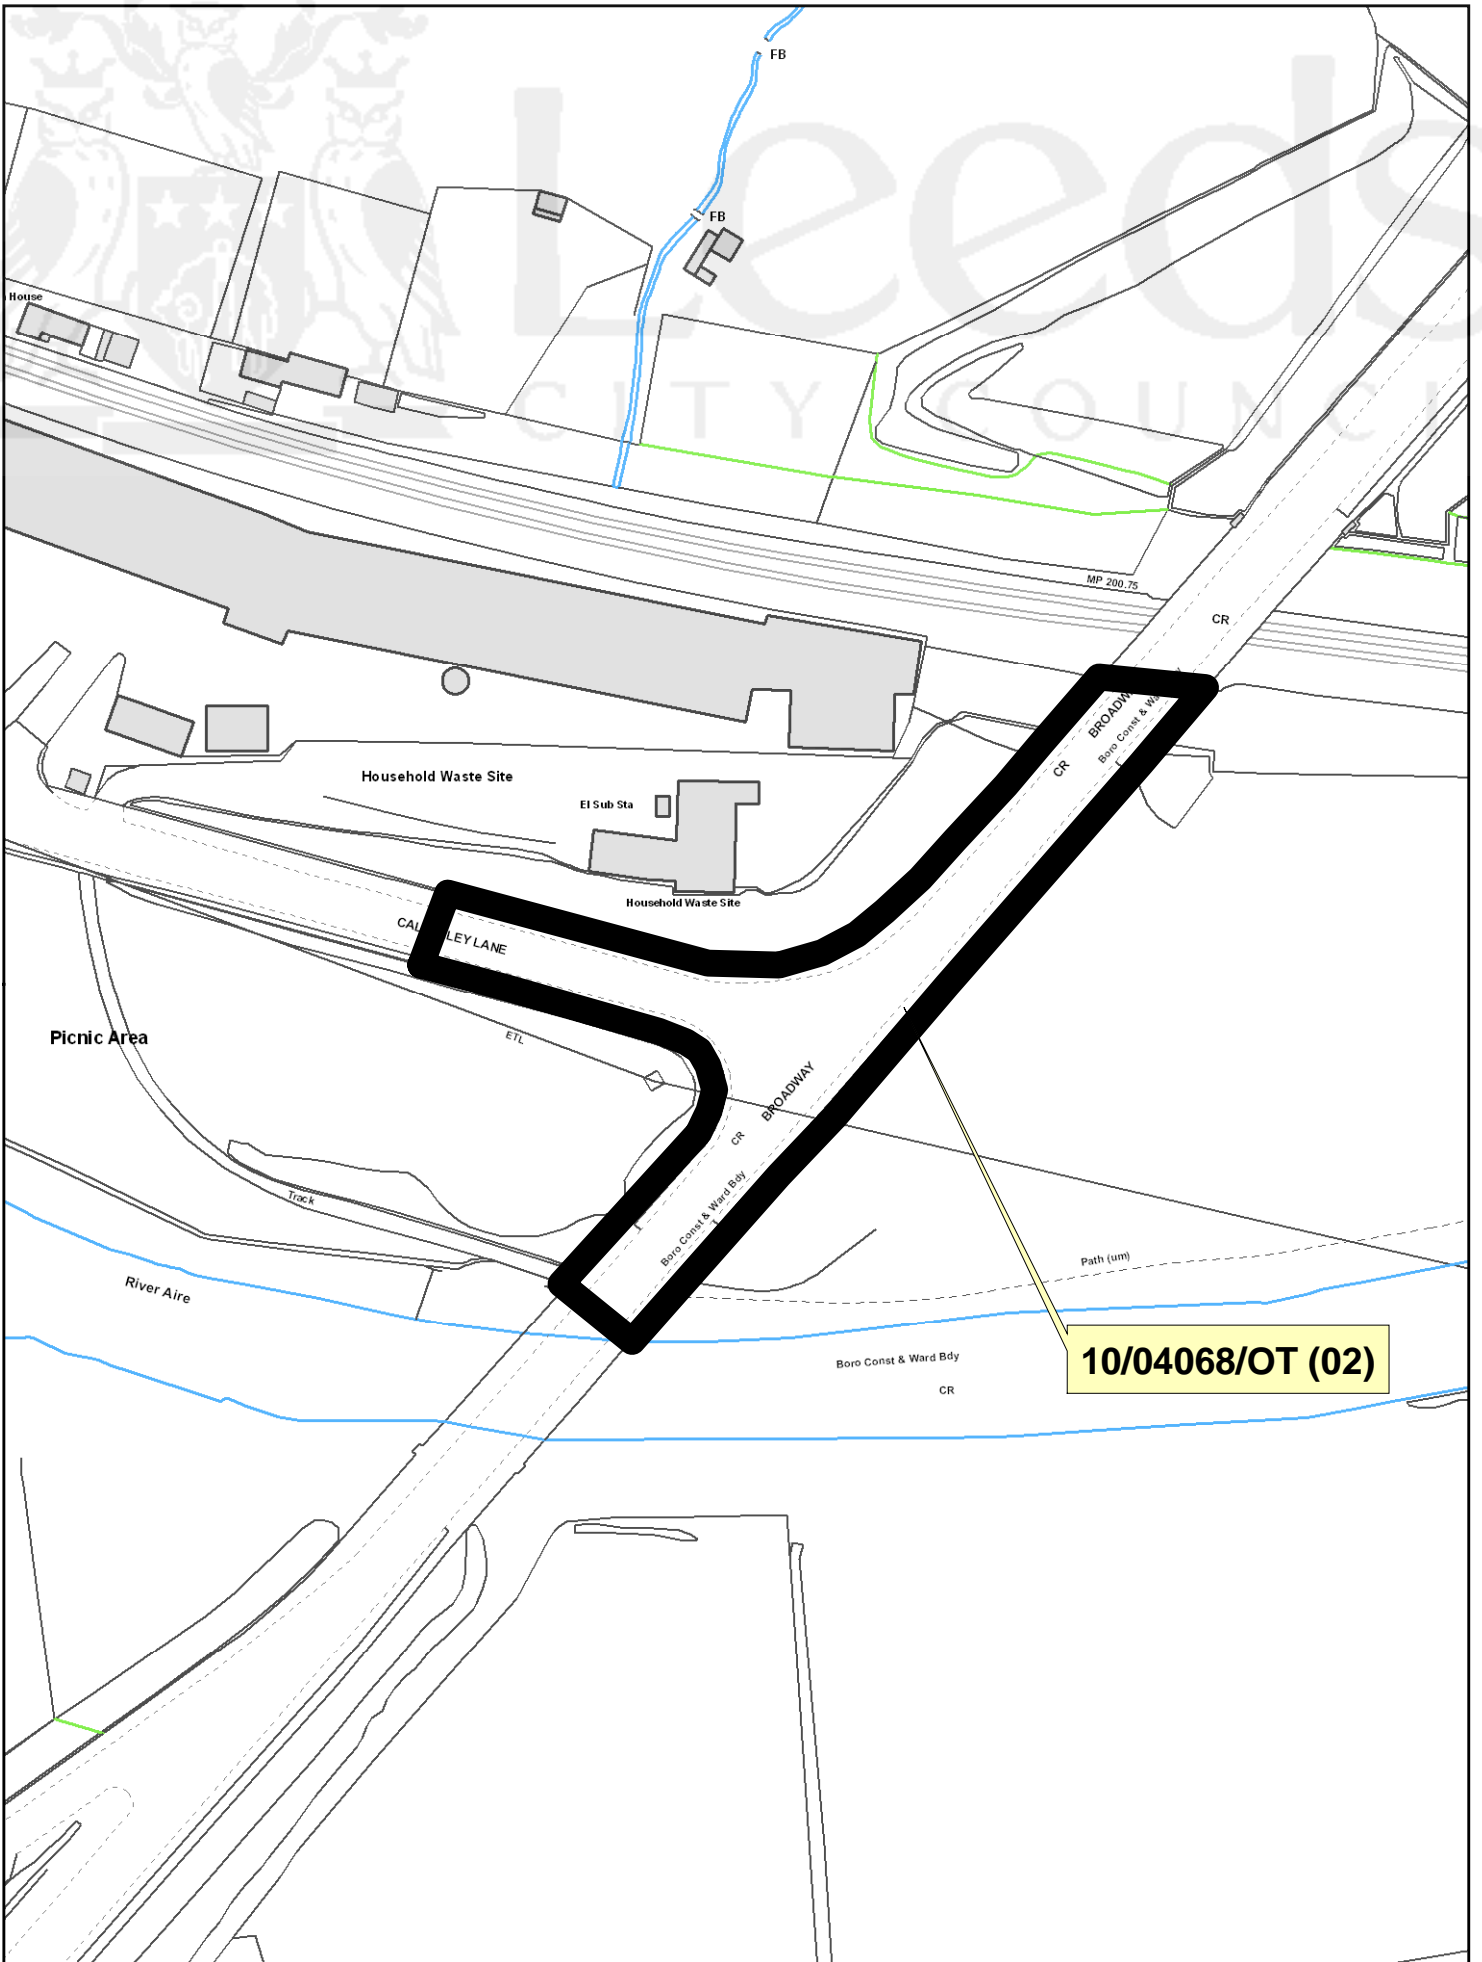 Leeds
CITY COUNCI
FB
FB
House
MP 200.75
CR
BROADW
Boro Const & Wa
CR
Household Waste Site
El Sub Sta
Household Waste Site
CAL LEY LANE
Picnic Area
ETL
BROADWAY
CR
Boro Const & Ward Bdy
Track
Path (um)
River Aire
10/04068/OT (02)
Boro Const & Ward Bdy
CR